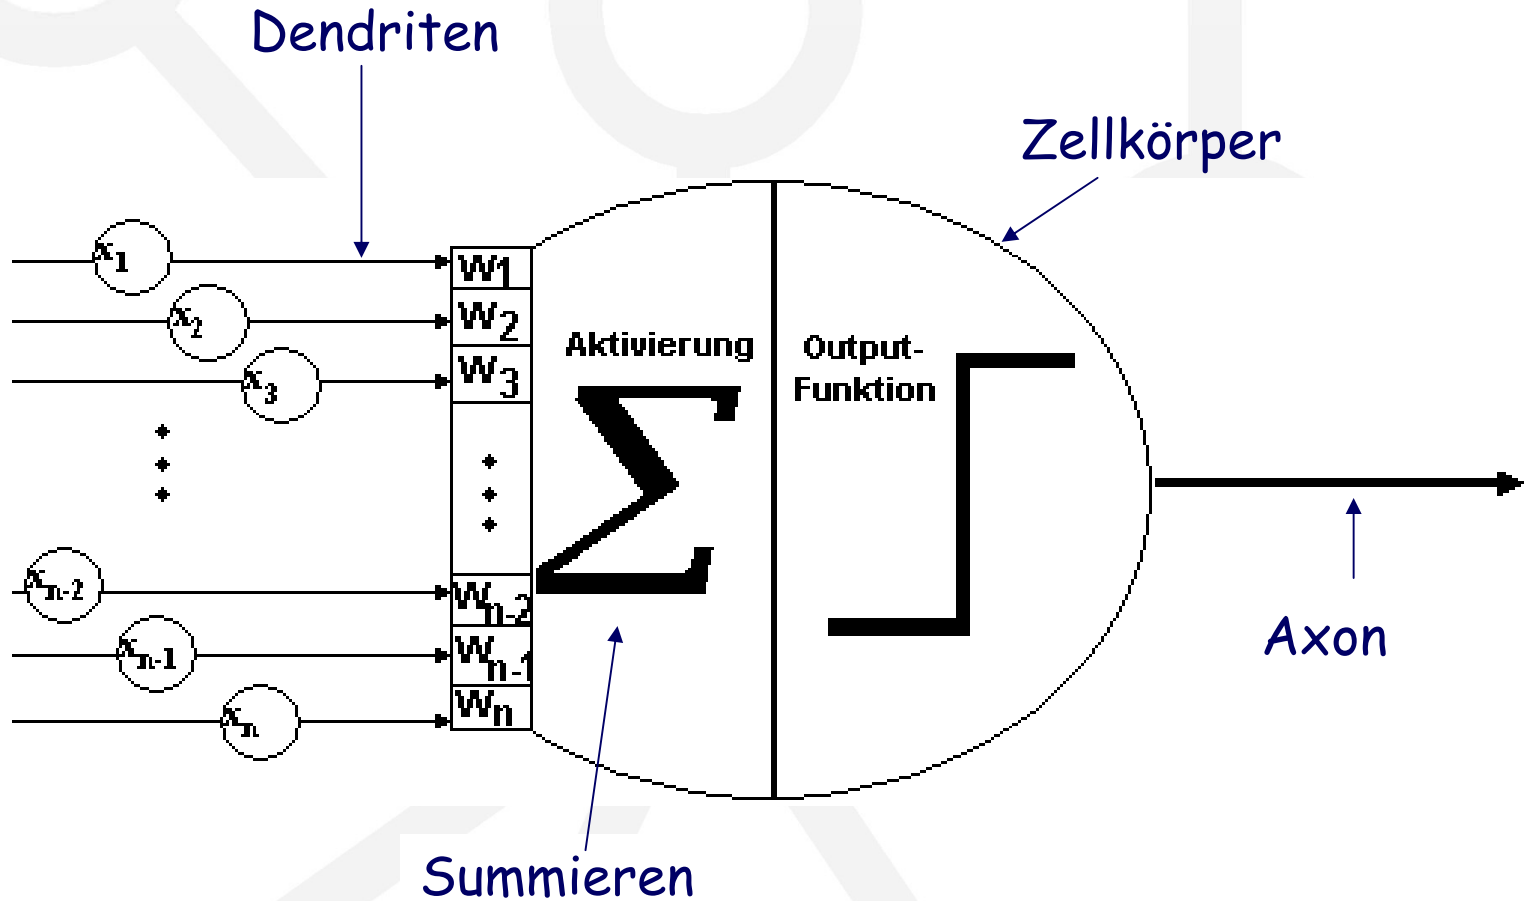 Dendriten
Zellkörper
x1
w1
x2
w2
x3
w3
Aktivierung
Output-
Funktion
Σ
xn-2
wn-2
xn-1
wn-1
xn
wn
Axon
Summieren